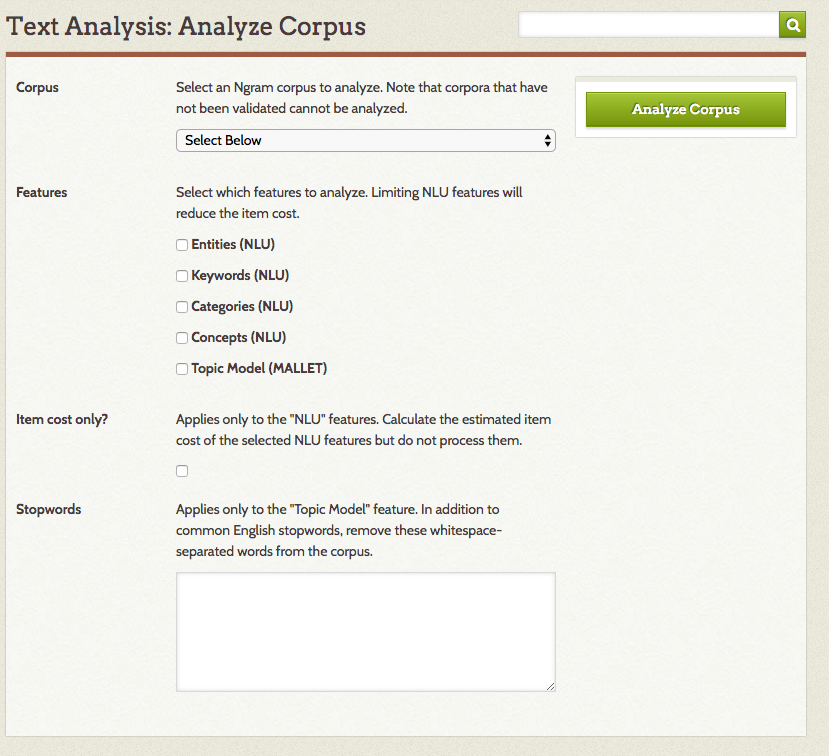 Text Analysis: Analyze Corpus
Corpus
Select an Ngram corpus to analyze. Note that corpora that have
not been validated cannot be analyzed.
Select Below
Analyze Corpus
Features
Select which features to analyze. Limiting NLU features will
reduce the item cost.
Entities (NLU)
Keywords (NLU)
Categories (NLU)
Concepts (NLU)
Topic Model (MALLET)
Item cost only?
Applies only to the "NLU" features. Calculate the estimated item
cost of the selected NLU features but do not process them.
Stopwords
Applies only to the "Topic Model" feature. In addition to
common English stopwords, remove these whitespace-
separated words from the corpus.